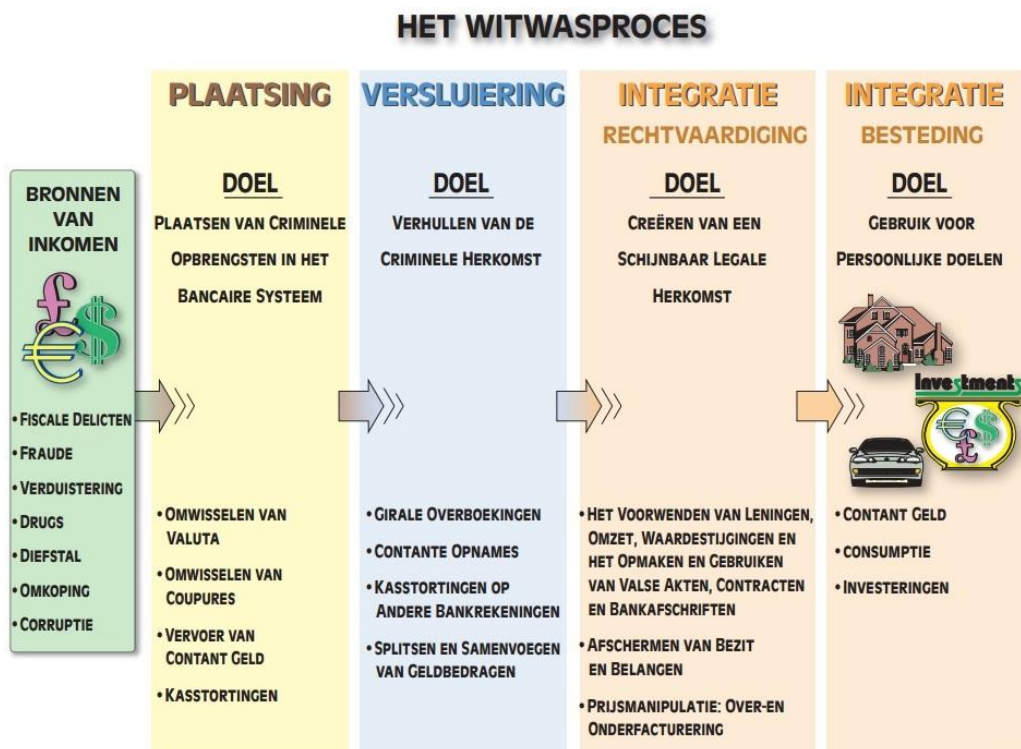 HET WITWASPROCES
BRONNEN
VAN
INKOMEN
£
$
€
• FISCALE DELICTEN
• FRAUDE
• VERDUISTERING
• DRUGS
• DIEFSTAL
• OMKOPING
• CORRUPTIE
PLAATSING
DOEL
PLAATSEN VAN CRIMINELE
OPBRENGSTEN IN HET
BANCAIRE SYSTEEM
• OMWISSELEN VAN
VALUTA
• OMWISSELEN VAN
COUPURES
• VERVOER VAN
CONTANT GELD
• KASSTORTINGEN
VERSLUIERING
DOEL
VERHULLEN VAN DE
CRIMINELE HERKOMST
• GIRALE OVERBOEKINGEN
• CONTANTE OPNAMES
• KASSTORTINGEN OP
ANDERE BANKREKENINGEN
• SPLITSEN EN SAMENVOEGEN
VAN GELDBEDRAGEN
INTEGRATIE
RECHTVAARDIGING
DOEL
CREËREN VAN EEN
SCHIJNBAAR LEGALE
HERKOMST
• HET VOORWENDEN VAN LENINGEN,
OMZET, WAARDESTIJGINGEN EN
HET OPMAKEN EN GEBRUIKEN
VAN VALSE AKTEN, CONTRACTEN
EN BANKAFSCHRIFTEN
• AFSCHERMEN VAN BEZIT
EN BELANGEN
• PRIJSMANIPULATIE: OVER-EN
ONDERFACTURERING
INTEGRATIE
BESTEDING
DOEL
GEBRUIK VOOR
PERSOONLIJKE DOELEN
Investments
€ $
£
• CONTANT GELD
• CONSUMPTIE
• INVESTERINGEN